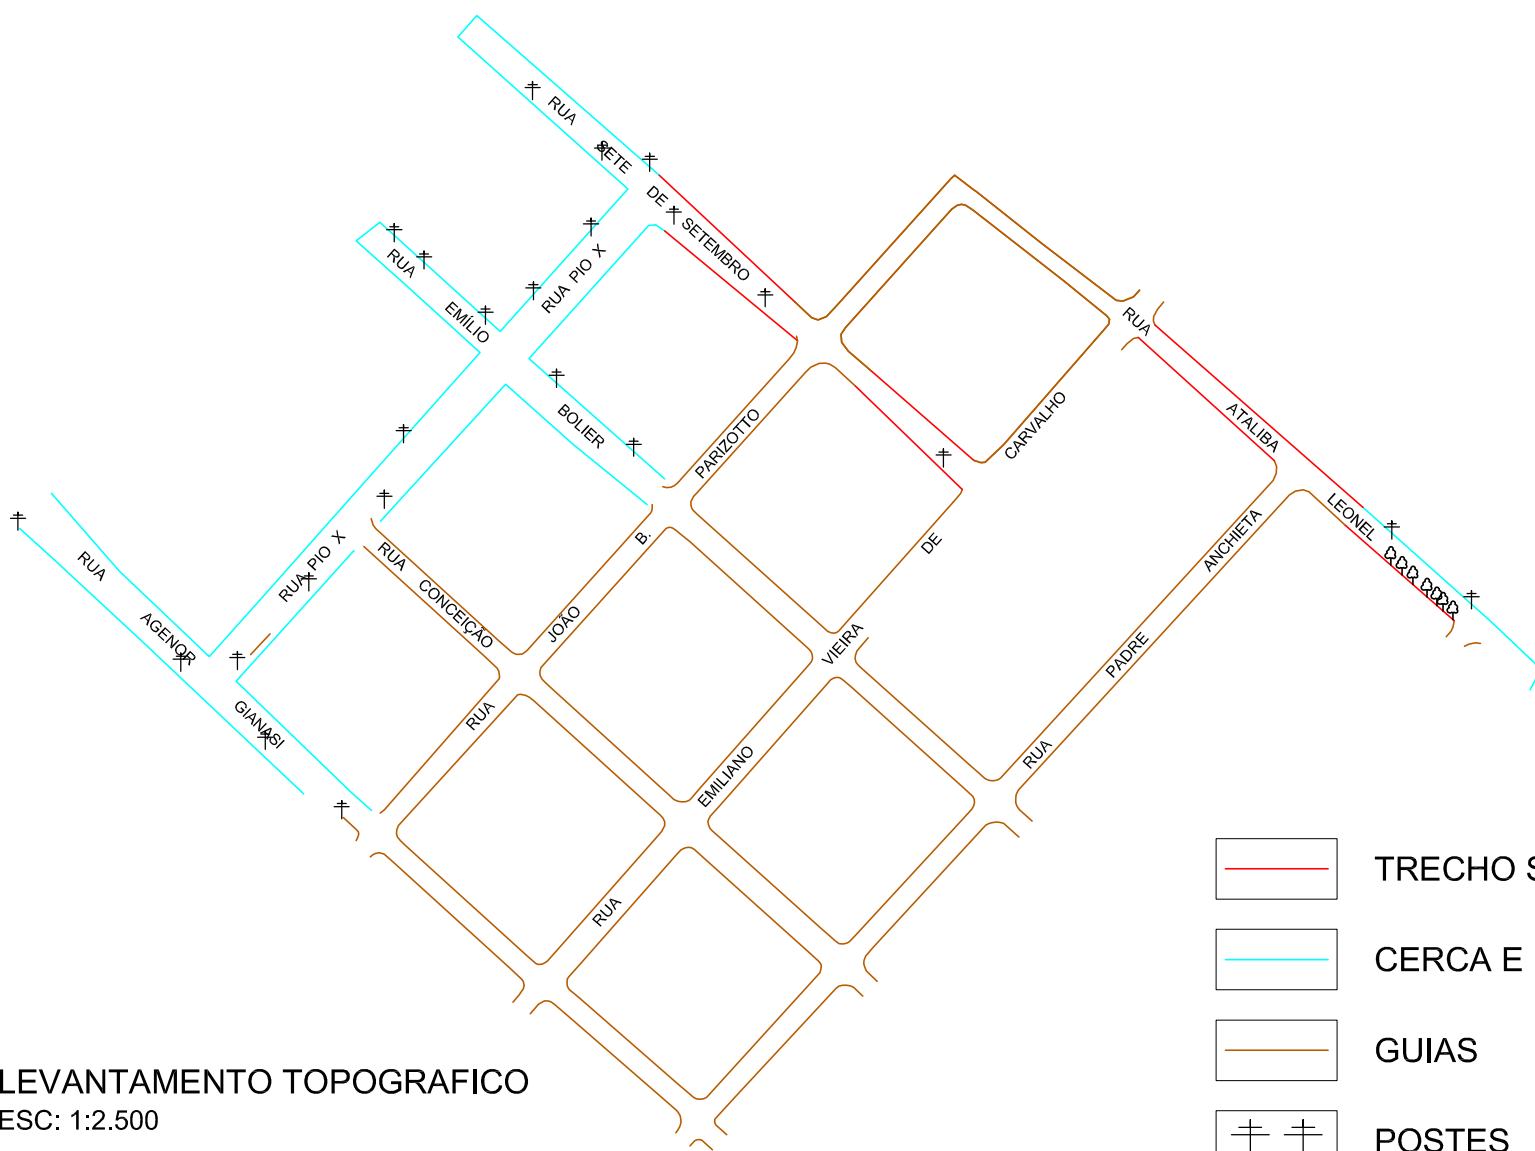 RUA SETE DE SETEMBRO
RUA PIO X
RUA EMÍLIO BOLIER
RUA
ATALIBA
LEONEL
CARVALHO
DE
VIEIRA
EMILIANO
RUA
PARIZOTTO
B.
JOÃO
RUA
RUA PIO X
RUA CONCEIÇÃO
RUA AGENOR GIANASI
ANCHIETA
PADRE
RUA
TRECHO
CERCA E
GUIAS
POSTES
LEVANTAMENTO TOPOGRAFICO
ESC: 1:2.500